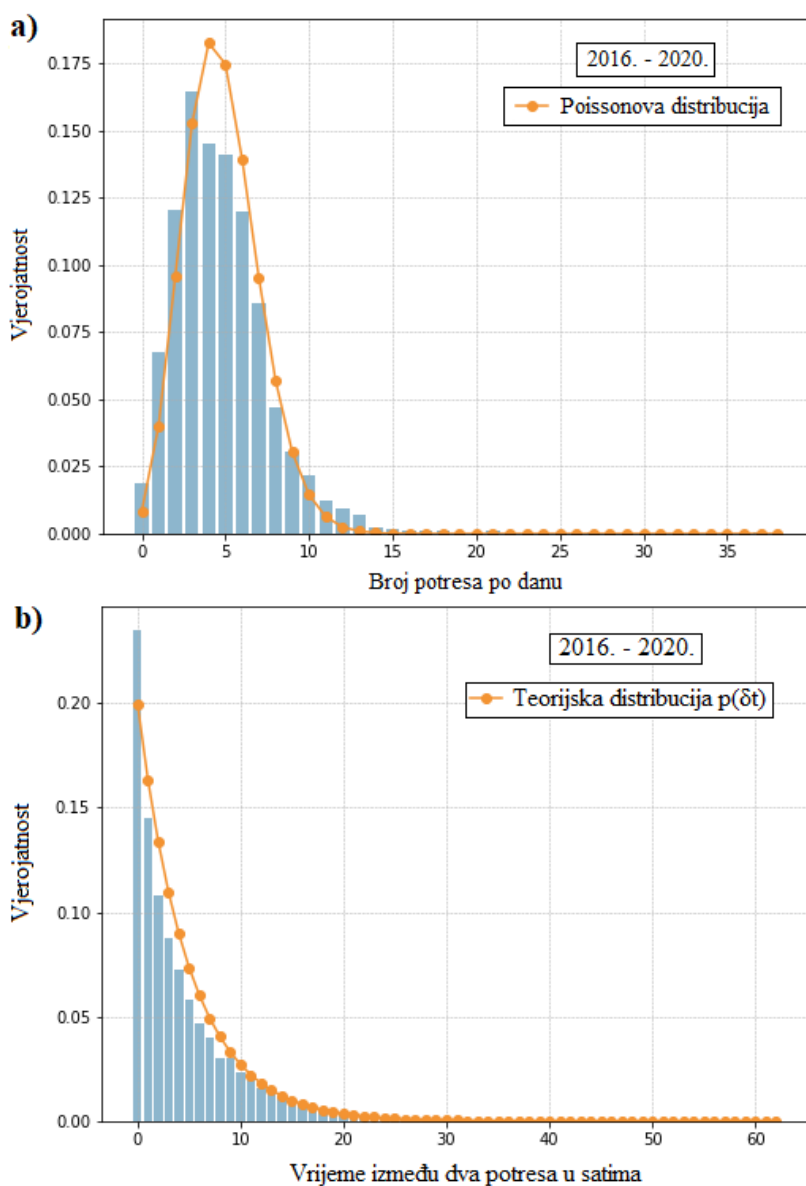 a)
2016. - 2020.
Poissonova distribucija
Vjerojatnost
0.175
0.150
0.125
0.100
0.075
0.050
0.025
0.000
0 5 10 15 20 25 30 35
Broj potresa po danu
b)
2016. - 2020.
Teorijska distribucija p(δt)
Vjerojatnost
0.20
0.15
0.10
0.05
0.00
0 10 20 30 40 50 60
Vrijeme između dva potresa u satima